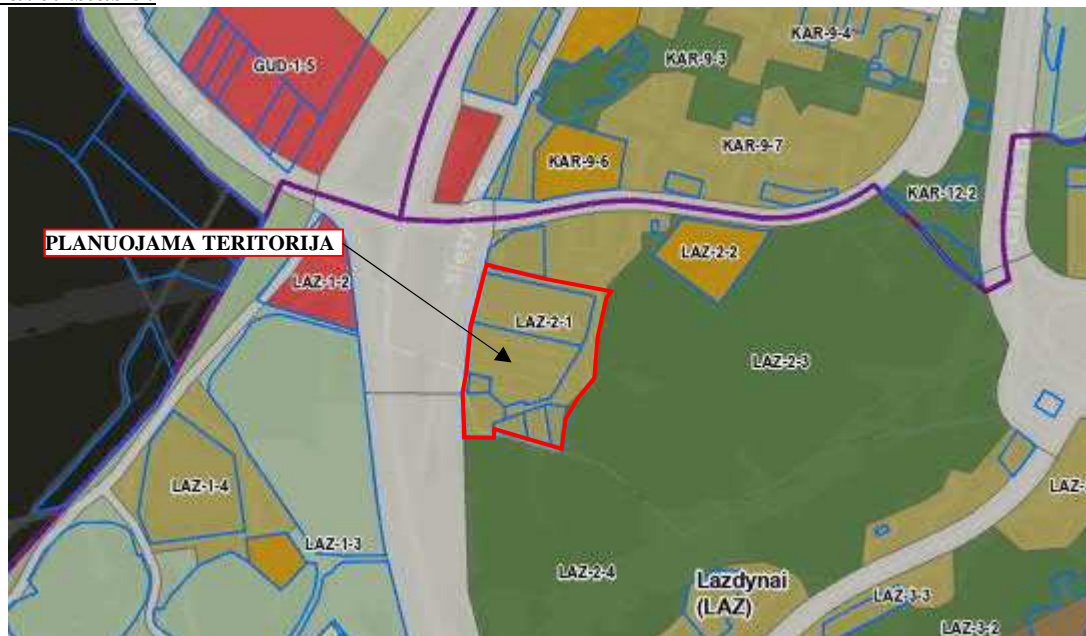 GUD-1-5
KAR-9-4
KAR-9-3
KAR-9-6
KAR-9-7
KAR-12-2
PLANUOJAMA TERITORIJA
LAZ-1-2
LAZ-2-2
LAZ-2-1
LAZ-2-3
LAZ-1-4
LAZ-1-3
LAZ-2-4
Lazdynai
(LAZ)
LAZ-3-3
LAZ-3-2